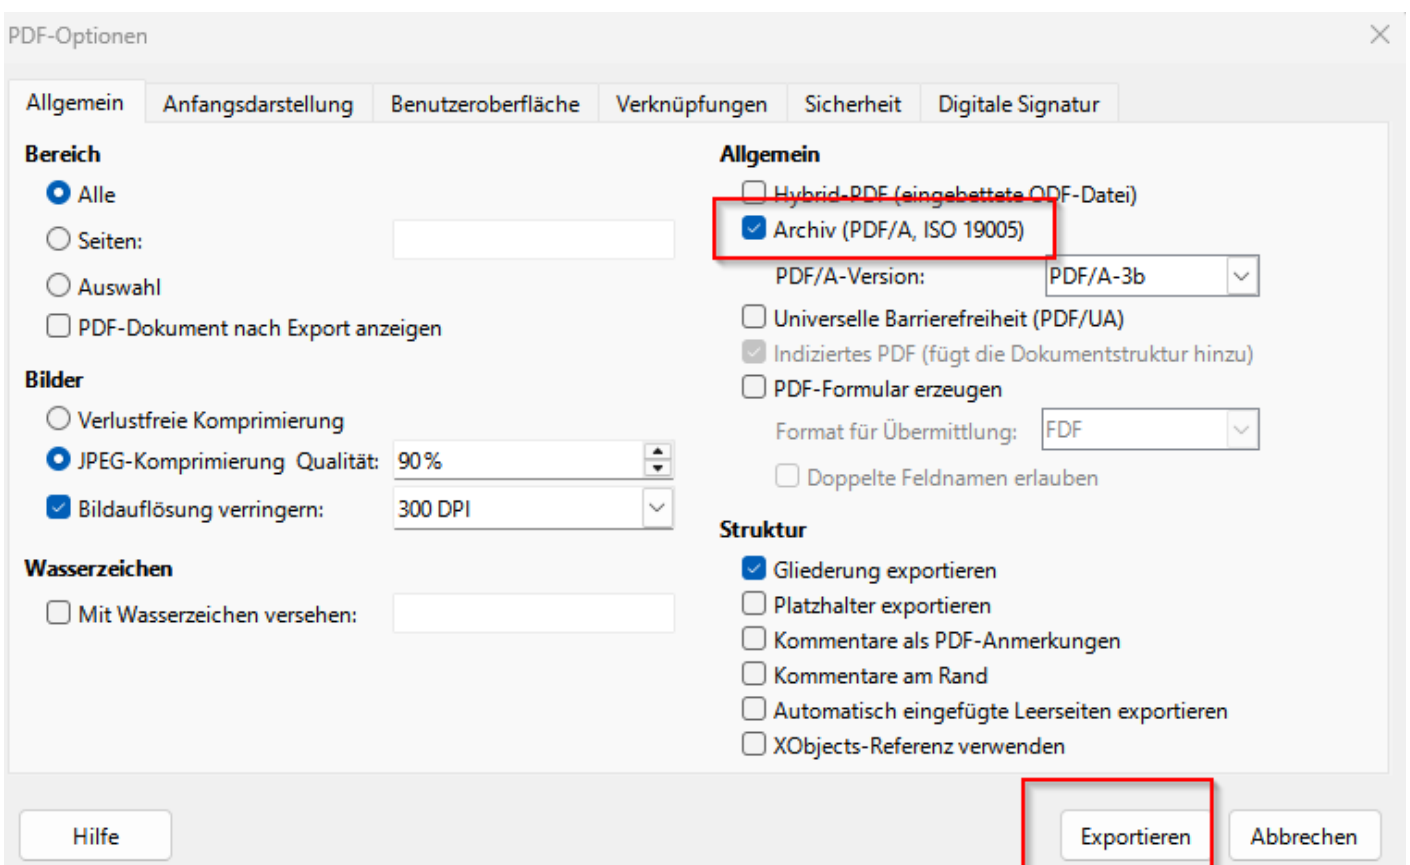 PDF-Optionen
Allgemein
Anfangsdarstellung
Benutzeroberfläche
Verknüpfungen
Sicherheit
Digitale Signatur
Bereich
Alle
Seiten:
Auswahl
PDF-Dokument nach Export anzeigen
Bilder
Verlustfreie Komprimierung
JPEG-Komprimierung Qualität: 90 %
Bildauflösung verringern: 300 DPI
Wasserzeichen
Mit Wasserzeichen versehen:
Allgemein
Hybrid-PDF (eingebettete ODF-Datei)
Archiv (PDF/A, ISO 19005)
PDF/A-Version: PDF/A-3b
Universelle Barrierefreiheit (PDF/UA)
Indiziertes PDF (fügt die Dokumentstruktur hinzu)
PDF-Formular erzeugen
Format für Übermittlung: FDF
Doppelte Feldnamen erlauben
Struktur
Gliederung exportieren
Platzhalter exportieren
Kommentare als PDF-Anmerkungen
Kommentare am Rand
Automatisch eingefügte Leerseiten exportieren
XObjects-Referenz verwenden
Hilfe
Exportieren
Abbrechen